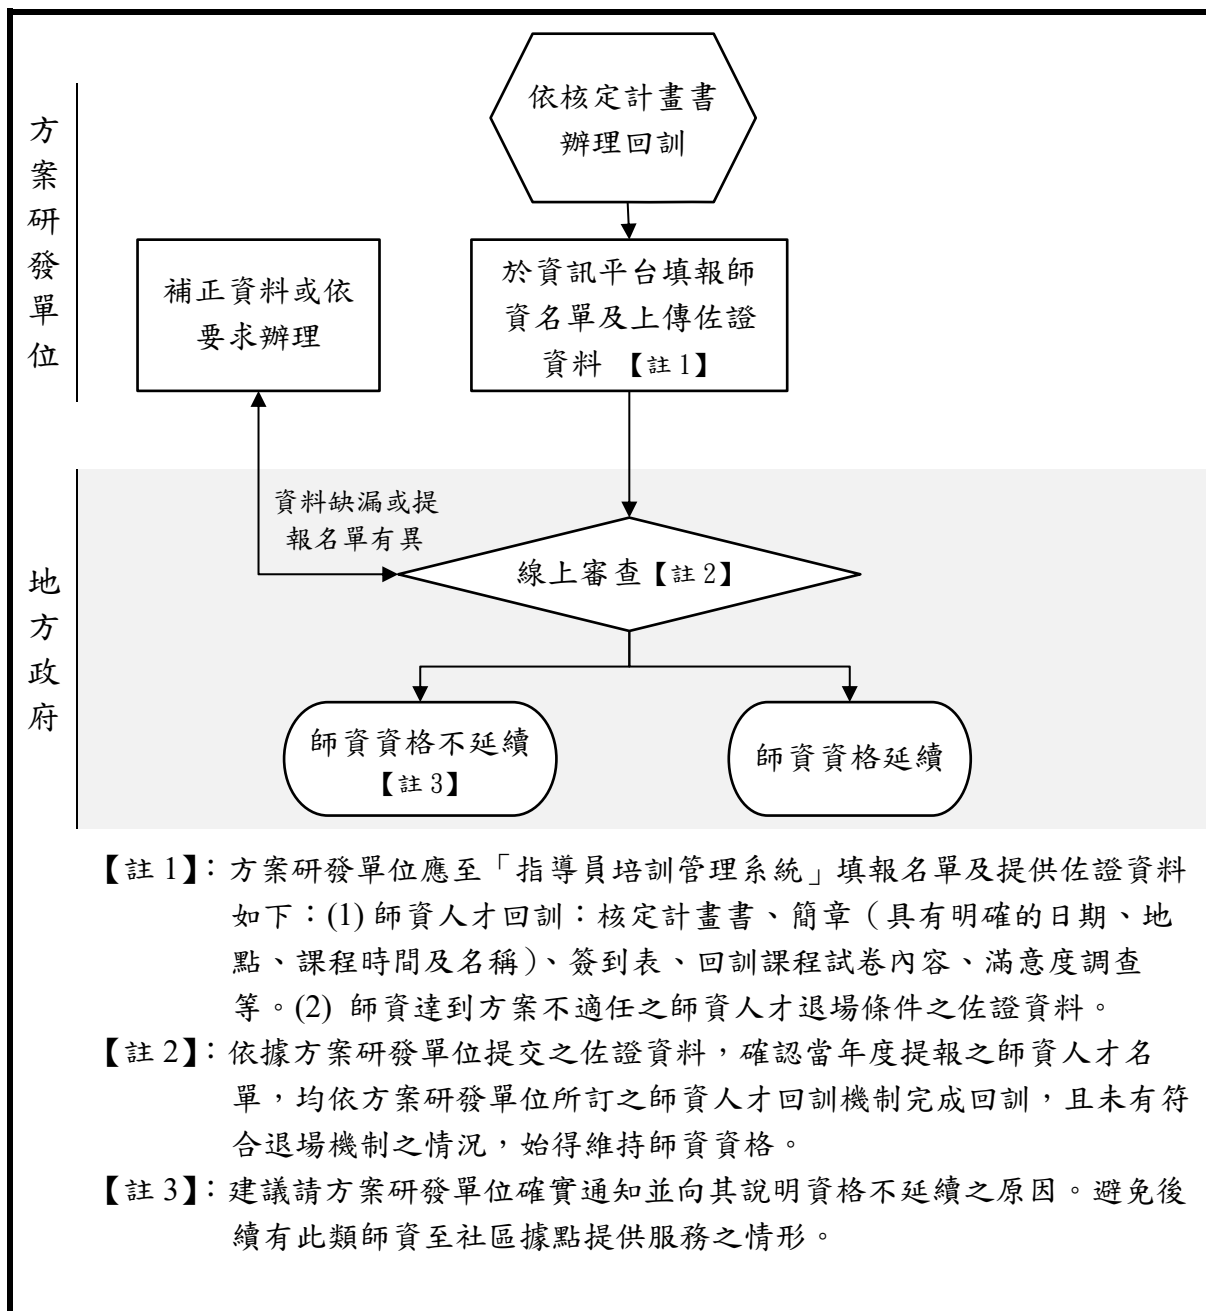 方案研發單位
依核定計畫書
辦理回訓
補正資料或依
要求辦理
於資訊平台填報師
資名單及上傳佐證
資料 【註 1】
地方政府
資料缺漏或提
報名單有異
線上審查【註 2】
師資資格不延續
【註 3】
師資資格延續
【註 1】：方案研發單位應至「指導員培訓管理系統」填報名單及提供佐證資料
如下：(1) 師資人才回訓：核定計畫書、簡章（具有明確的日期、地
點、課程時間及名稱）、簽到表、回訓課程試卷內容、滿意度調查
等。(2) 師資達到方案不適任之師資人才退場條件之佐證資料。
【註 2】：依據方案研發單位提交之佐證資料，確認當年度提報之師資人才名
單，均依方案研發單位所訂之師資人才回訓機制完成回訓，且未有符
合退場機制之情況，始得維持師資資格。
【註 3】：建議請方案研發單位確實通知並向其說明資格不延續之原因。避免後
續有此類師資至社區據點提供服務之情形。